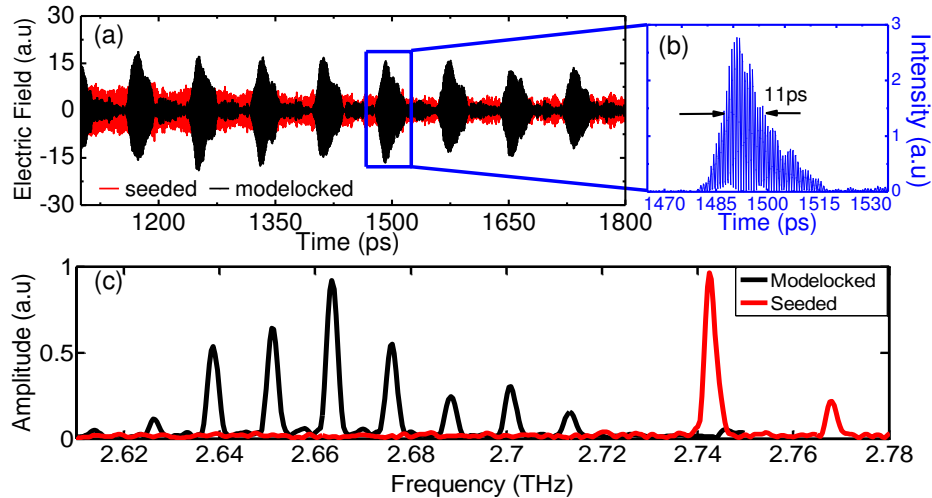 (a)
Electric Field (a.u)
30
15
0
-15
-30
seeded modelocked
1200 1350 1500 1650 1800
Time (ps)
(b)
11ps
3
2
1
0
Intensity (a.u)
1470 1485 1500 1515 1530
Time (ps)
(c)
Amplitude (a.u)
1
0.5
0
Modelocked
Seeded
2.62 2.64 2.66 2.68 2.7 2.72 2.74 2.76 2.78
Frequency (THz)